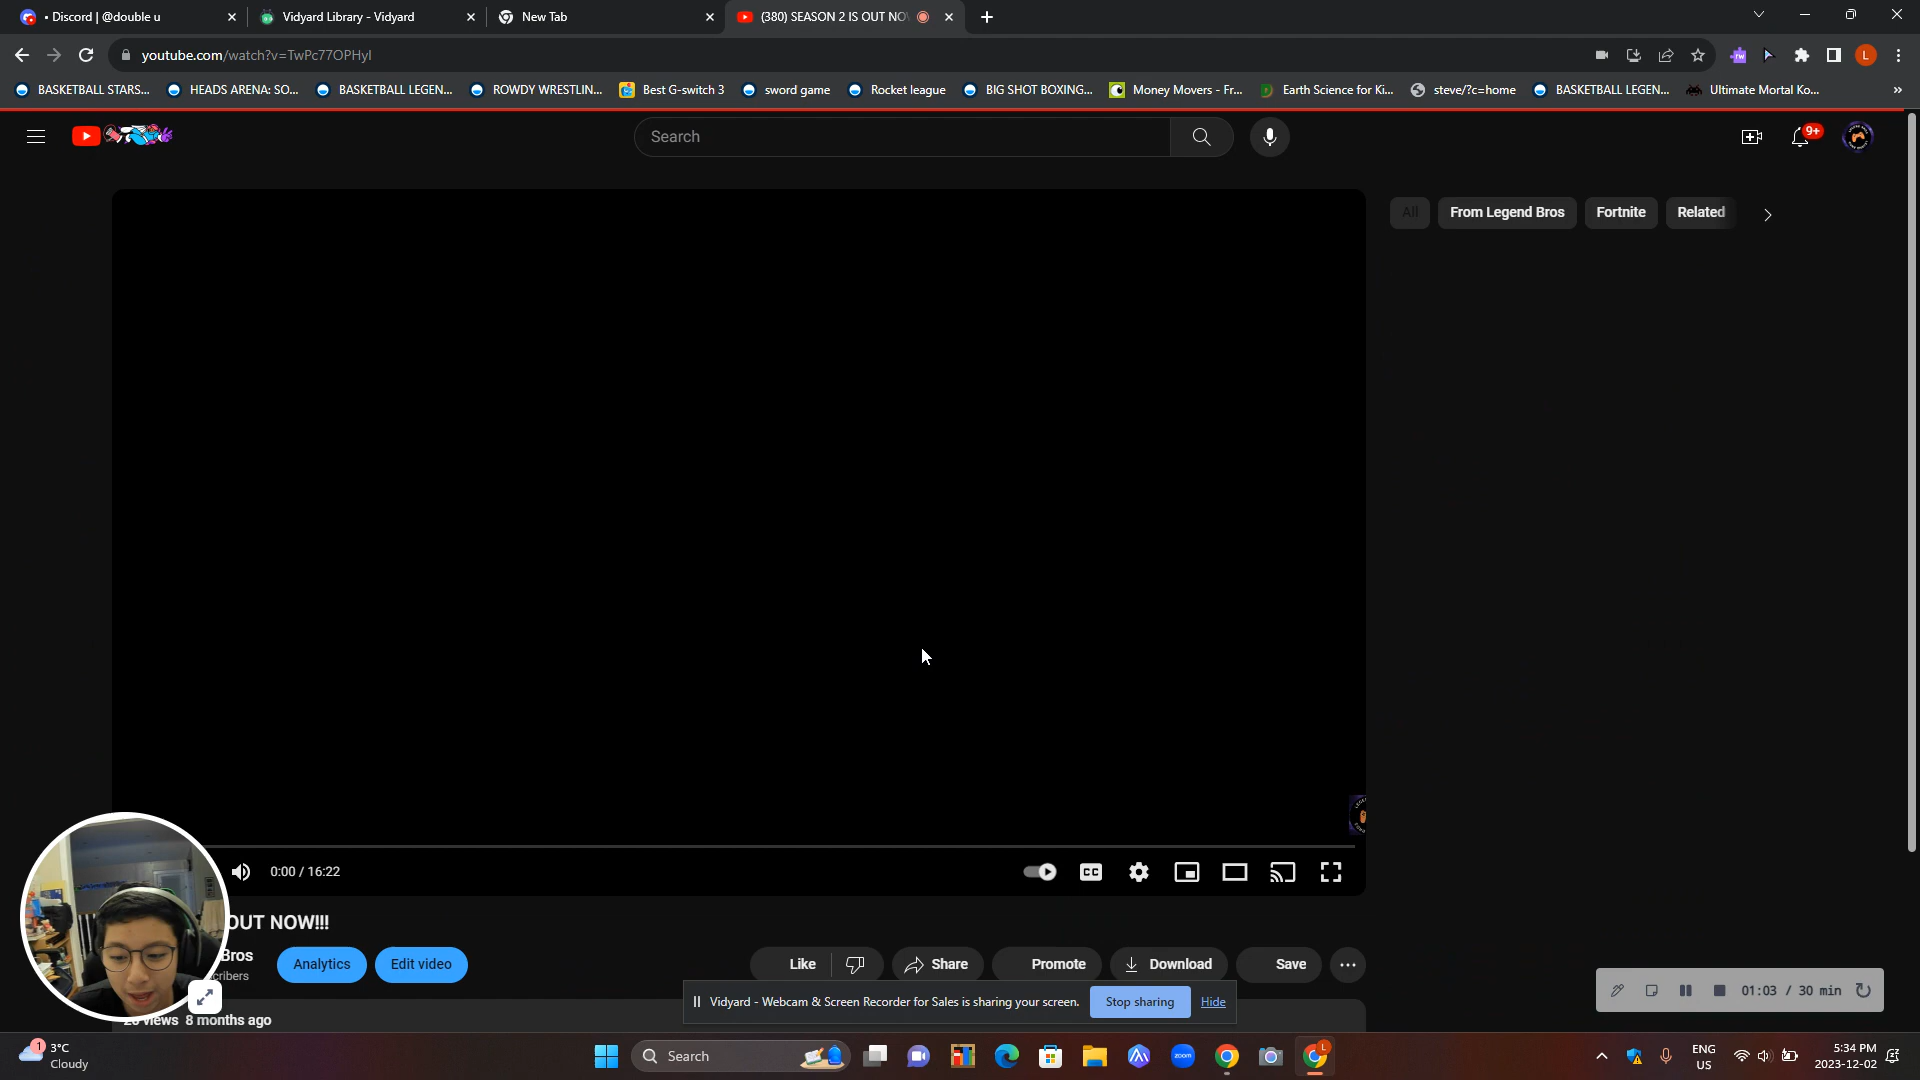 • Discord | @double u
Vidyard Library - Vidyard
New Tab
(380) SEASON 2 IS OUT NO
youtube.com/watch?v=TwPc77OPHyI
L
BASKETBALL STARS...
HEADS ARENA: SO...
BASKETBALL LEGEN...
ROWDY WRESTLIN...
Best G-switch 3
sword game
Rocket league
BIG SHOT BOXING...
Money Movers - Fr...
Earth Science for Ki...
steve/?c=home
BASKETBALL LEGEN...
Ultimate Mortal Ko...
Search
9+
All
From Legend Bros
Fortnite
Related
0:00 / 16:22
CC
OUT NOW!!!
Bros
cribers
Analytics
Edit video
Like
Share
Promote
Download
Save
Vidyard - Webcam & Screen Recorder for Sales is sharing your screen.
Stop sharing
Hide
01:03 / 30 min
views 8 months ago
1
3°C
Cloudy
Search
zoom
L
ENG
US
5:34 PM
2023-12-02